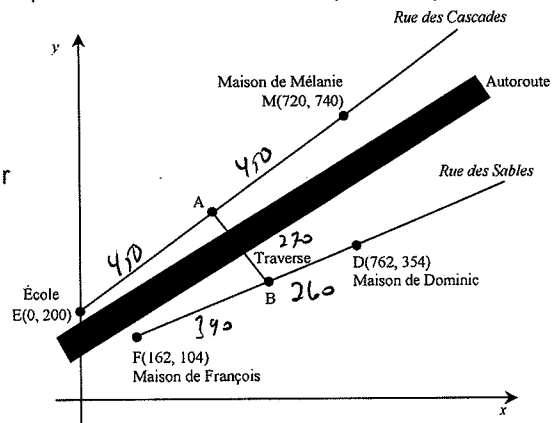 Rue des Cascades
y
Maison de Mélanie
M(720, 740)
Autoroute
r
450
Rue des Sables
A
270
450
Traverse
D(762, 354)
École
B
260
Maison de Dominic
E(0, 200)
390
F(162, 104)
Maison de François
x